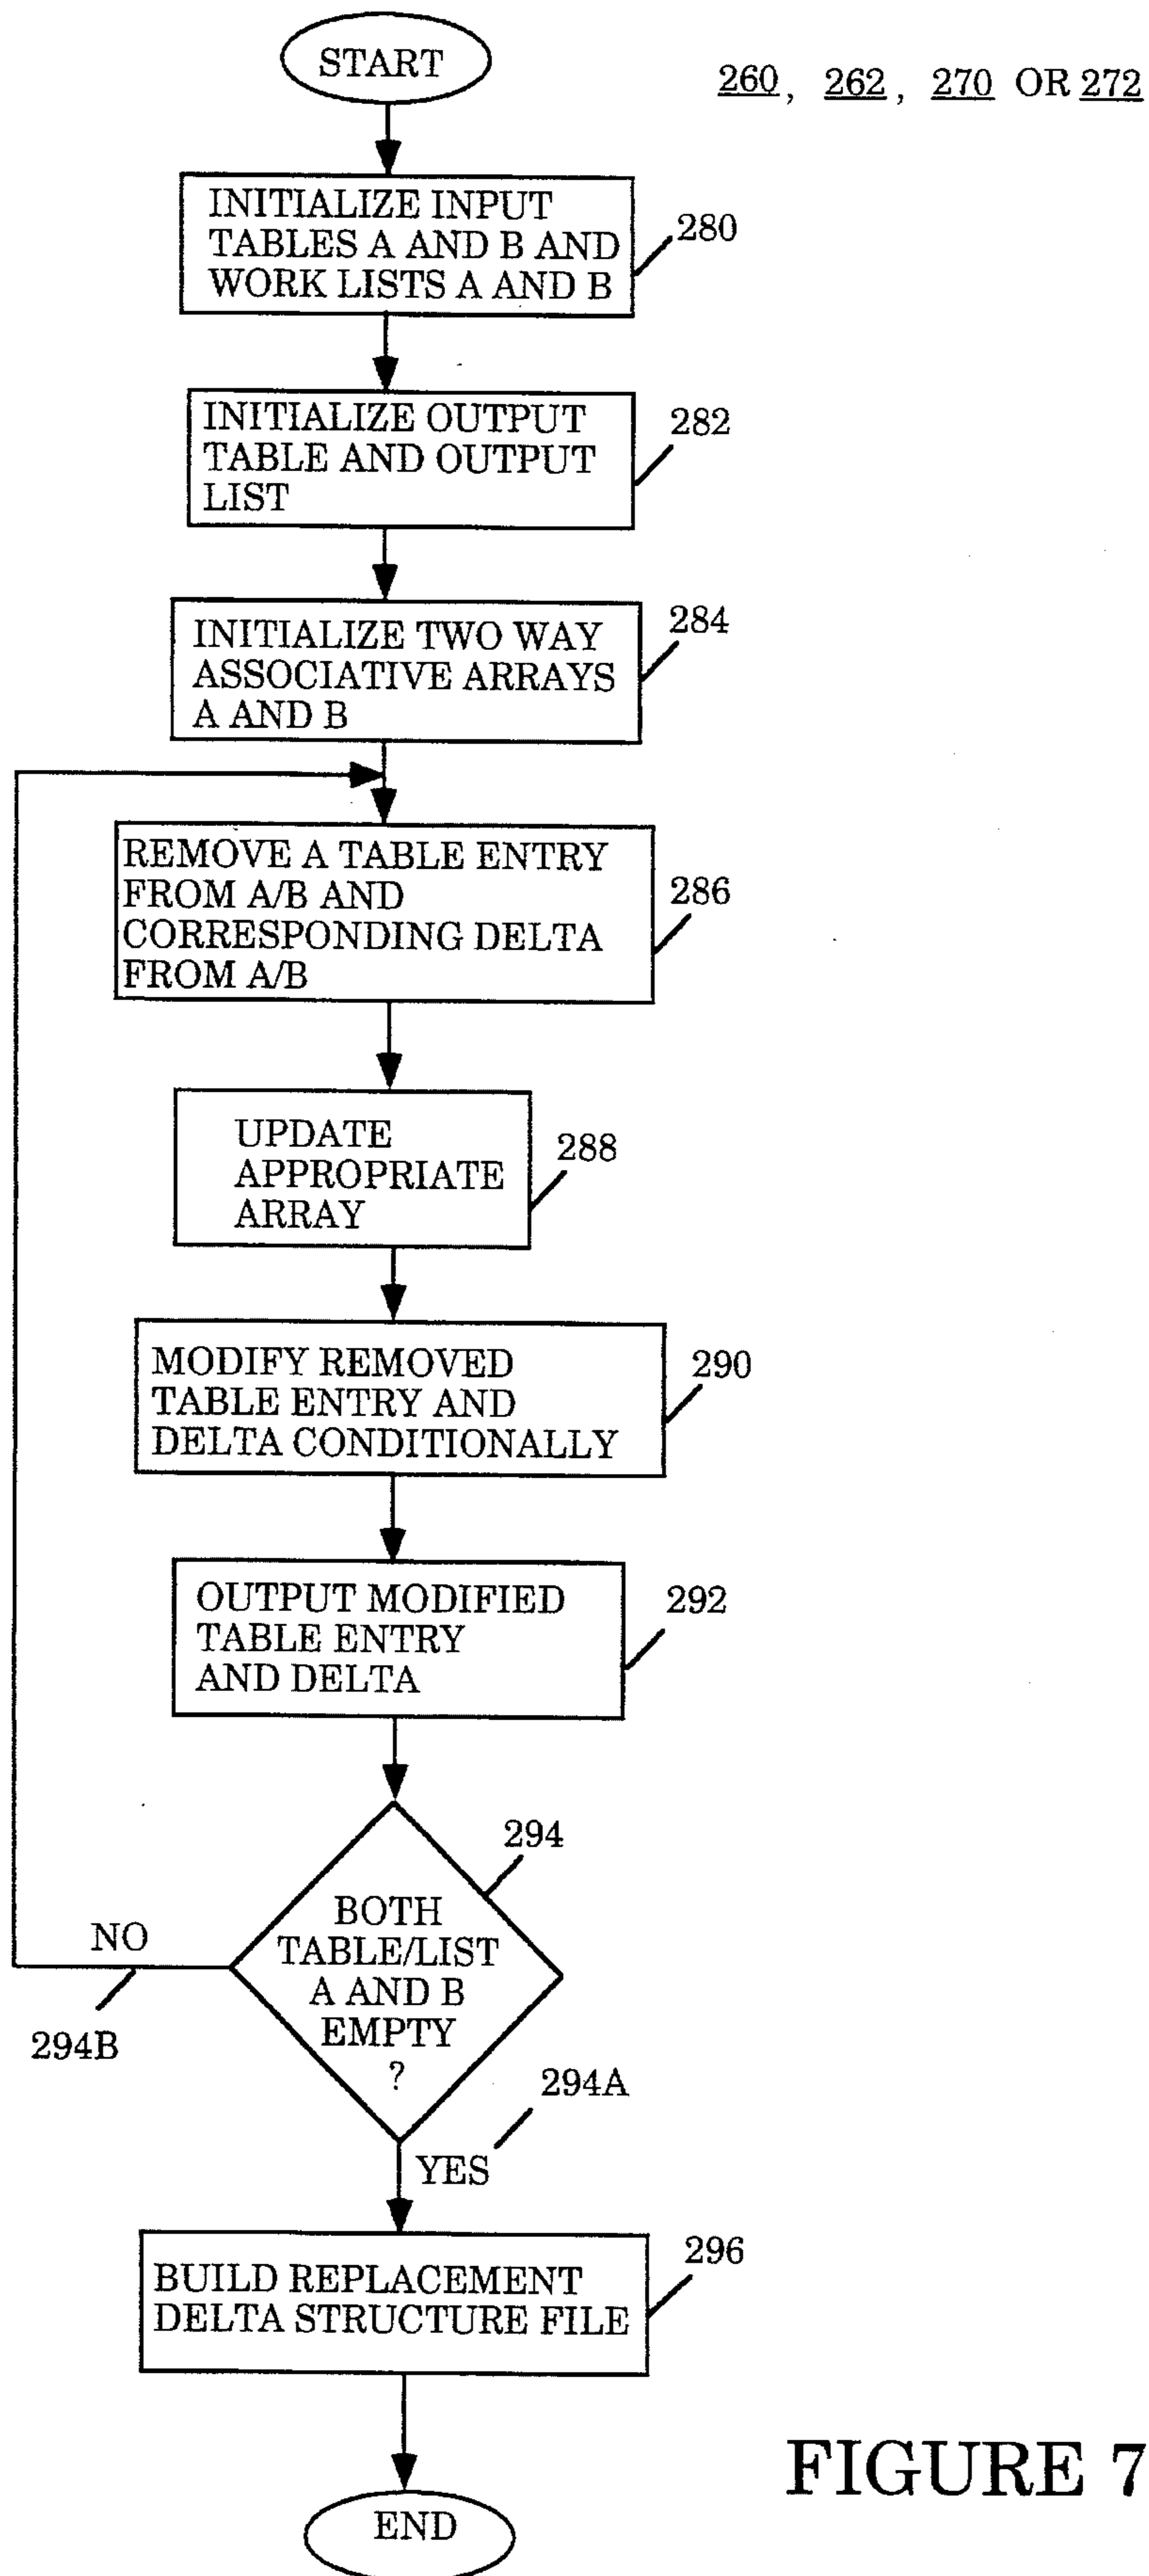 START
260, 262, 270 OR 272
INITIALIZE INPUT
TABLES A AND B AND
WORK LISTS A AND B
280
INITIALIZE OUTPUT
TABLE AND OUTPUT
LIST
282
INITIALIZE TWO WAY
ASSOCIATIVE ARRAYS
A AND B
284
REMOVE A TABLE ENTRY
FROM A/B AND
CORRESPONDING DELTA
FROM A/B
286
UPDATE
APPROPRIATE
ARRAY
288
MODIFY REMOVED
TABLE ENTRY AND
DELTA CONDITIONALLY
290
OUTPUT MODIFIED
TABLE ENTRY
AND DELTA
292
294
BOTH
TABLE/LIST
A AND B
EMPTY
?
NO
294B
294A
YES
BUILD REPLACEMENT
DELTA STRUCTURE FILE
296
END
FIGURE 7